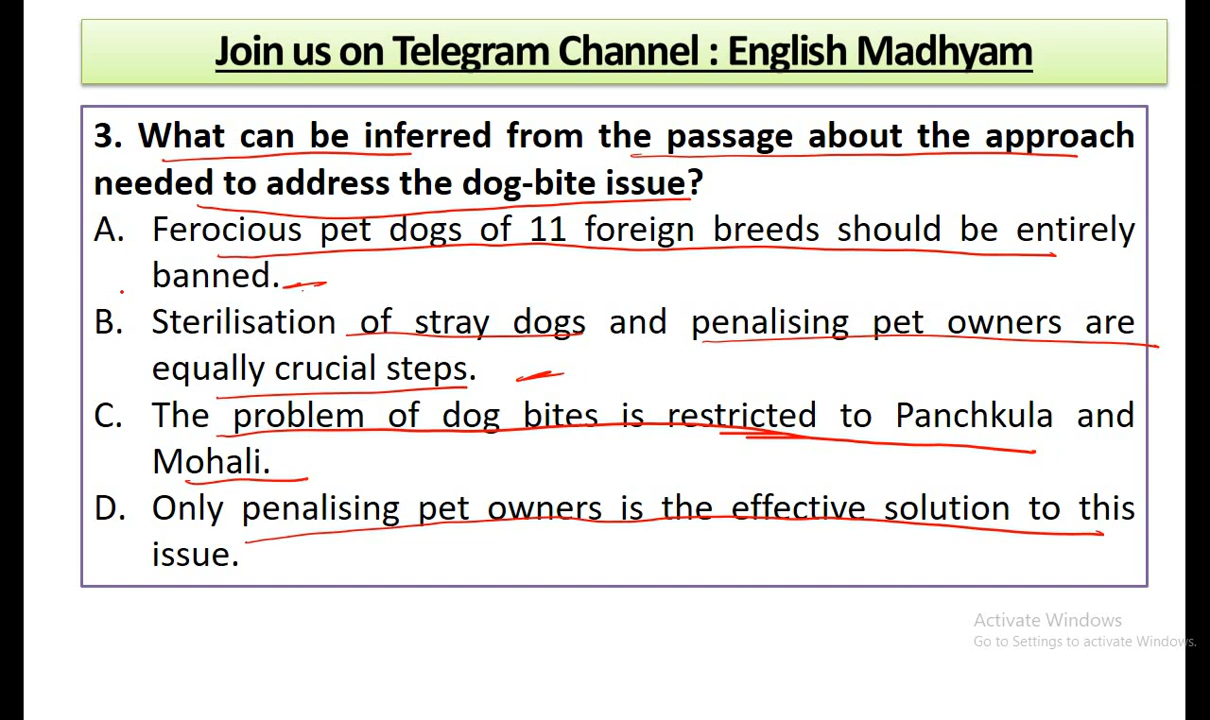 Join us on Telegram Channel : English Madhyam
3. What can be inferred from the passage about the approach
needed to address the dog-bite issue?
A. Ferocious pet dogs of 11 foreign breeds should be entirely
banned.
B. Sterilisation of stray dogs and penalising pet owners are
equally crucial steps.
C. The problem of dog bites is restricted to Panchkula and
Mohali.
D. Only penalising pet owners is the effective solution to this
issue.
Activate Windows
Go to Settings to activate Windows.